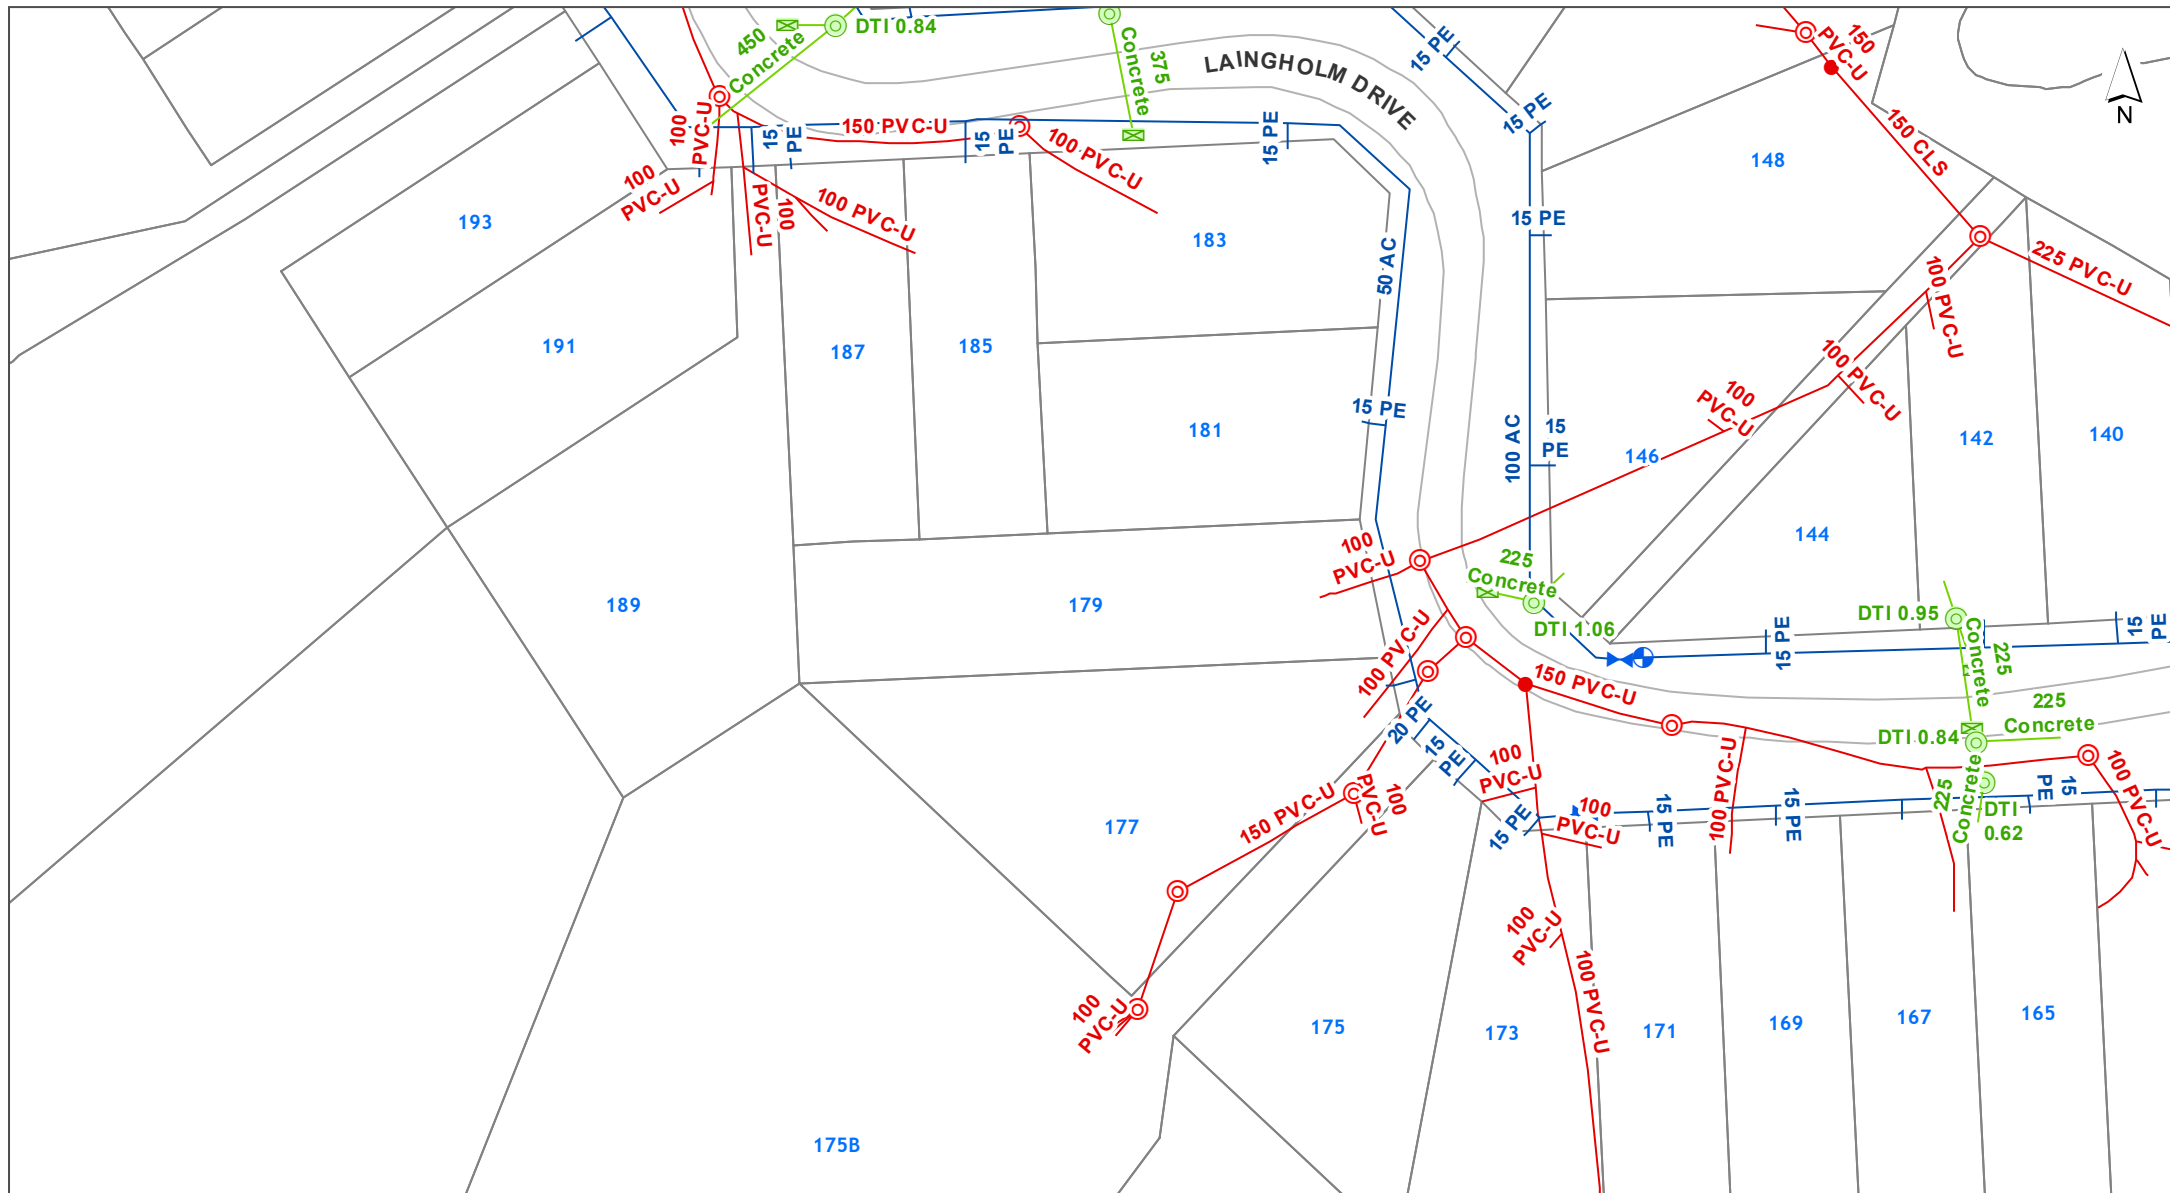 450
Concrete
DTI 0.84
Concrete
375
LAINGHOLM DRIVE
15 PE
15 PE
150
PVC-U
N
100
PVC-U
15
PE
150 PVC-U
15
PE
100 PVC-U
15 PE
150 CLS
148
100
PVC-U
193
PVC-U
100
100 PVC-U
183
50 AC
15 PE
225 PVC-U
100 PVC-U
191
187
185
100 PVC-U
15 PE
100
PVC-U
181
100 AC
15
PE
146
142
140
100
PVC-U
144
225
Concrete
189
179
DTI 1.06
DTI 0.95
15 PE
15
PE
100 PVC-U
Concrete
225
150 PVC-U
20 PE
225
Concrete
DTI 0.84
15
PE
100
PVC-U
100 PVC-U
150 PVC-U
PVC-U
100
177
15 PE
100
PVC-U
15 PE
15 PE
225
Concrete
DTI
0.62
PE
15
100 PVC-U
100
PVC-U
100 PVC-U
100
PVC-U
175
173
171
169
167
165
175B